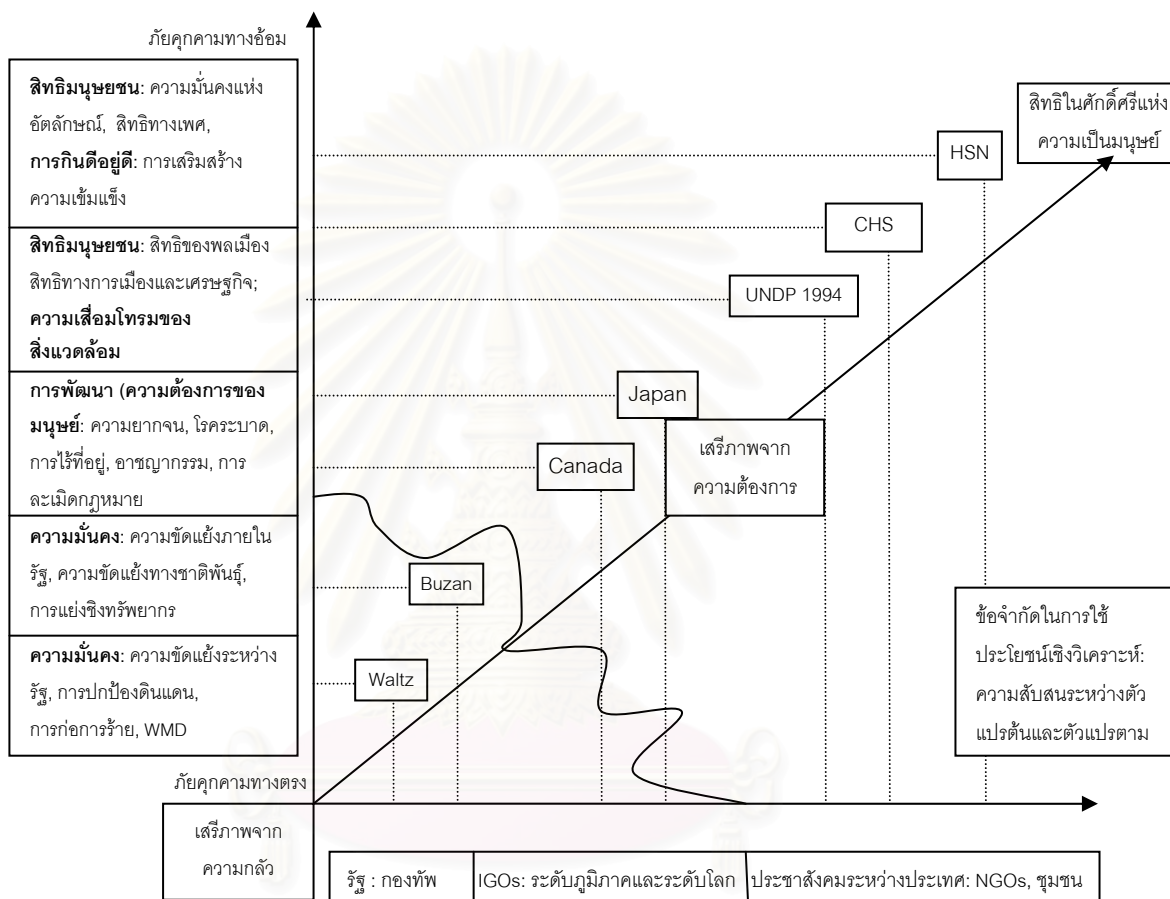 ภัยคุกคามทางอ้อม
สิทธิมนุษยชน: ความมั่นคงแห่ง
อัตลักษณ์, สิทธิทางเพศ,
การกินดีอยู่ดี: การเสริมสร้าง
ความเข้มแข็ง
สิทธิมนุษยชน: สิทธิของพลเมือง
สิทธิทางการเมืองและเศรษฐกิจ;
ความเสื่อมโทรมของ
สิ่งแวดล้อม
การพัฒนา (ความต้องการของ
มนุษย์: ความยากจน, โรคระบาด,
การไร้ที่อยู่, อาชญากรรม, การ
ละเมิดกฎหมาย
ความมั่นคง: ความขัดแย้งภายใน
รัฐ, ความขัดแย้งทางชาติพันธุ์,
การแย่งชิงทรัพยากร
ความมั่นคง: ความขัดแย้งระหว่าง
รัฐ, การปกป้องดินแดน,
การก่อการร้าย, WMD
ภัยคุกคามทางตรง
เสรีภาพจาก
ความกลัว
สิทธิในศักดิ์ศรีแห่ง
ความเป็นมนุษย์
HSN
CHS
UNDP 1994
Japan
เสรีภาพจาก
ความต้องการ
Canada
Buzan
Waltz
ข้อจำกัดในการใช้
ประโยชน์เชิงวิเคราะห์:
ความสับสนระหว่างตัว
แปรต้นและตัวแปรตาม
รัฐ : กองทัพ
IGOs: ระดับภูมิภาคและระดับโลก
ประชาสังคมระหว่างประเทศ: NGOs, ชุมชน